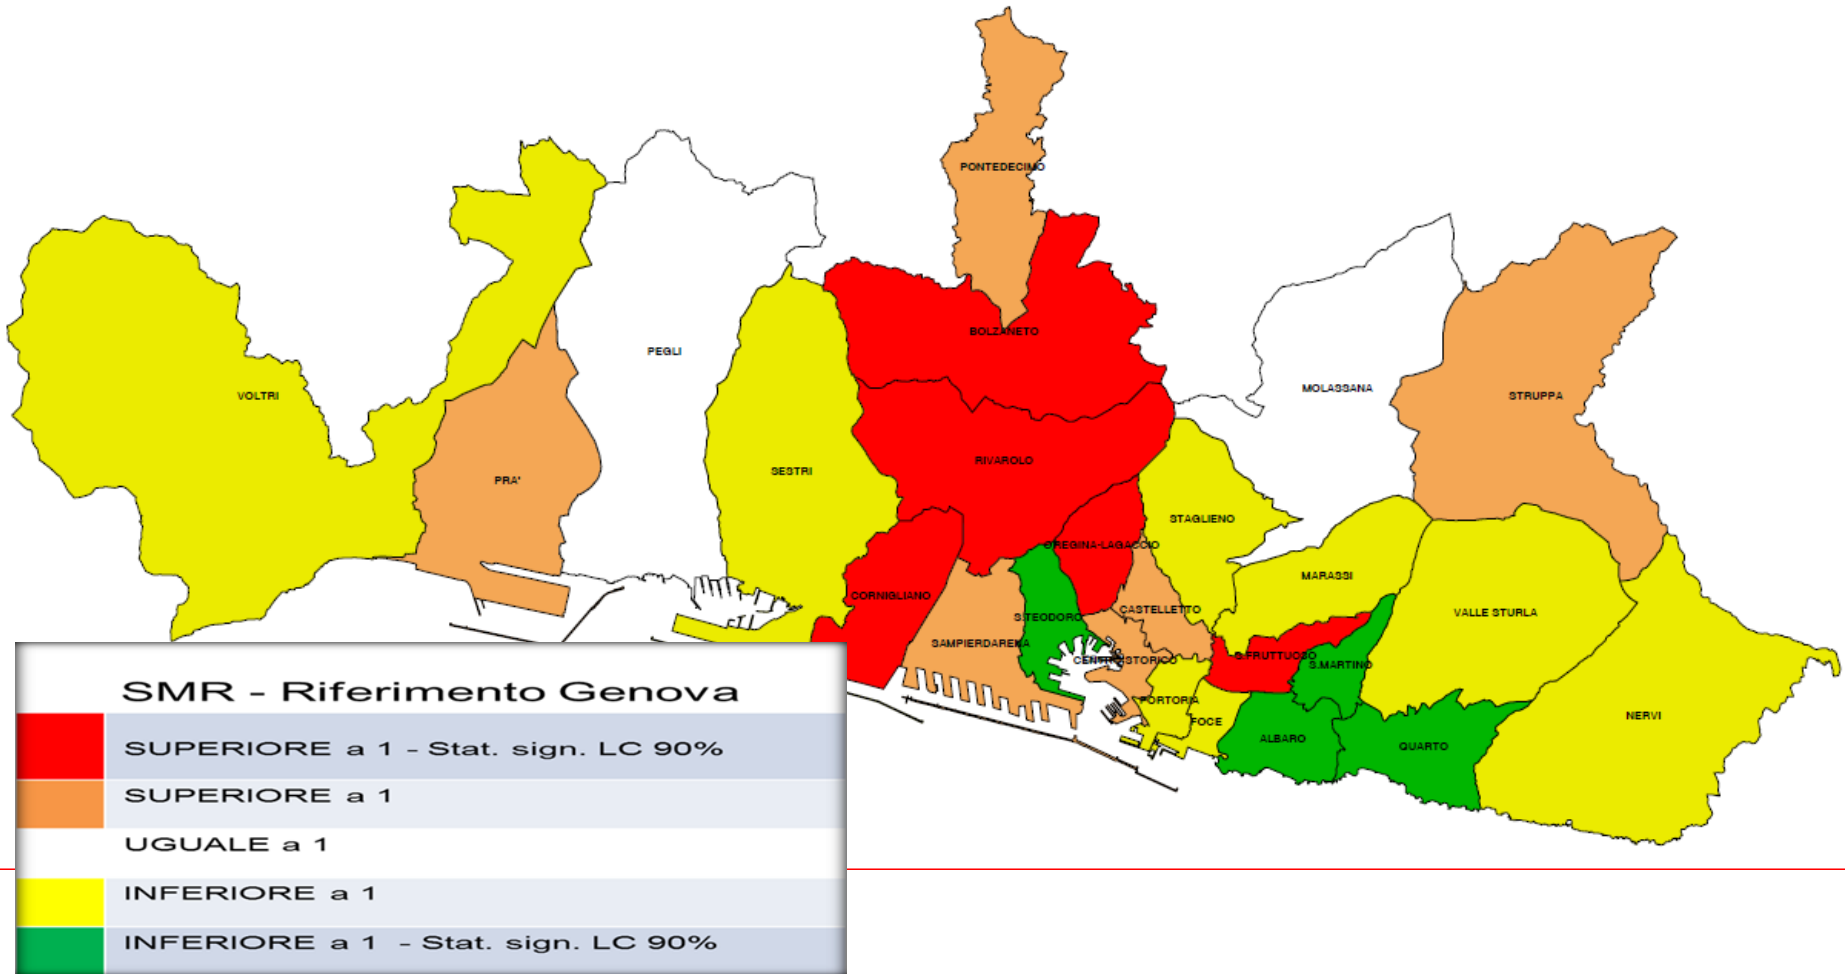 PONTEDECIMO
BOLZANETO
PEGLI
MOLASSANA
VOLTRI
STRUPPA
RIVAROLO
SESTRI
PRA'
STAGLIENO
OREGINA-LAGACCIO
MARASSI
CORNIGLIANO
CASTELLETTO
VALLE STURLA
S.TEODORO
SAMPIERDARENA
S.FRUTTUOSO
CENTRO STORICO
S.MARTINO
PORTORIA
FOCE
NERVI
ALBARO
QUARTO
SMR - Riferimento Genova
SUPERIORE a 1 - Stat. sign. LC 90%
SUPERIORE a 1
UGUALE a 1
INFERIORE a 1
INFERIORE a 1 - Stat. sign. LC 90%